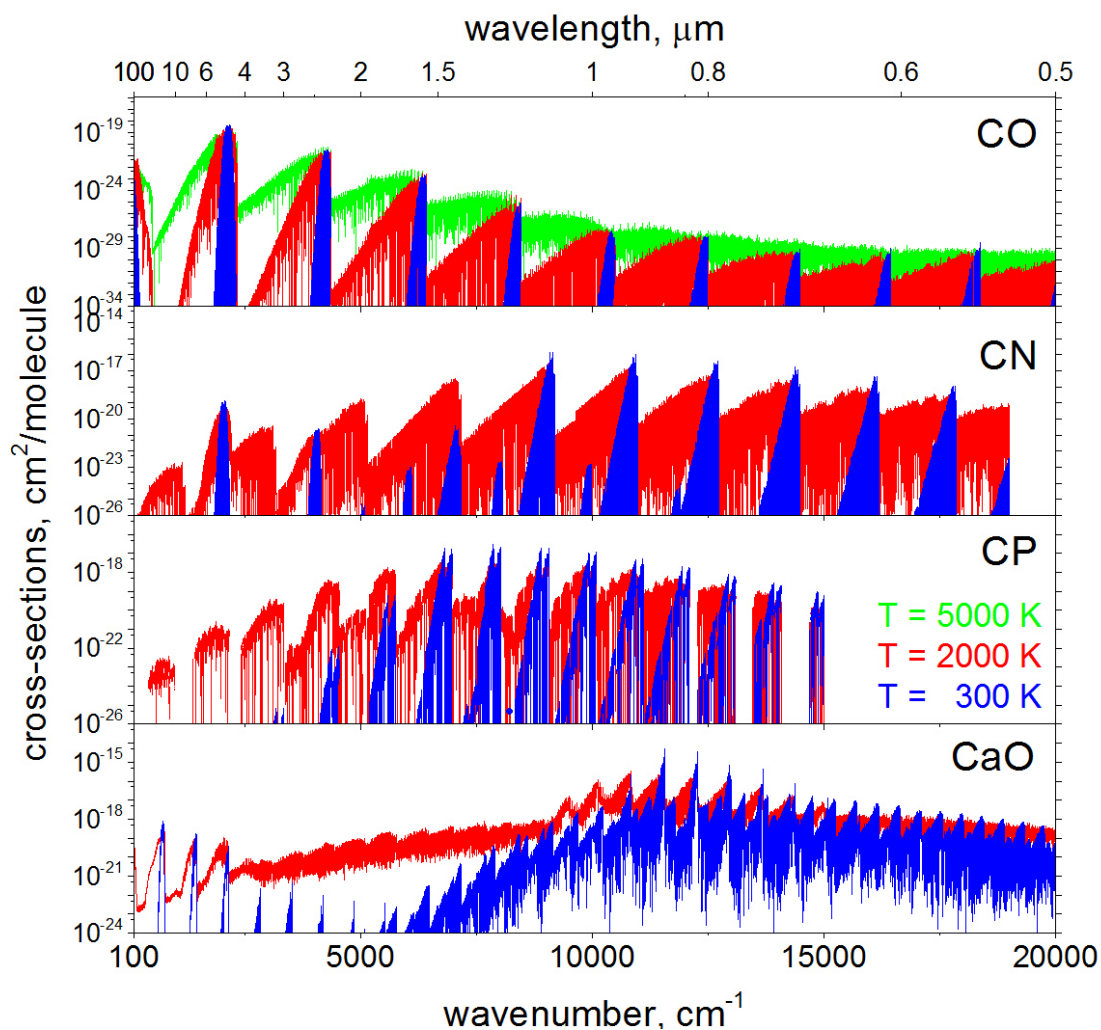 wavelength, μm
100 10 6 4 3 2 1.5 1 0.8 0.6 0.5
cross-sections, cm²/molecule
CO
10⁻¹⁹
10⁻²⁴
10⁻²⁹
10⁻³⁴
CN
10⁻¹⁴
10⁻¹⁷
10⁻²⁰
10⁻²³
10⁻²⁶
CP
10⁻¹⁸
10⁻²²
10⁻²⁶
T = 5000 K
T = 2000 K
T = 300 K
CaO
10⁻¹⁵
10⁻¹⁸
10⁻²¹
10⁻²⁴
100 5000 10000 15000 20000
wavenumber, cm⁻¹